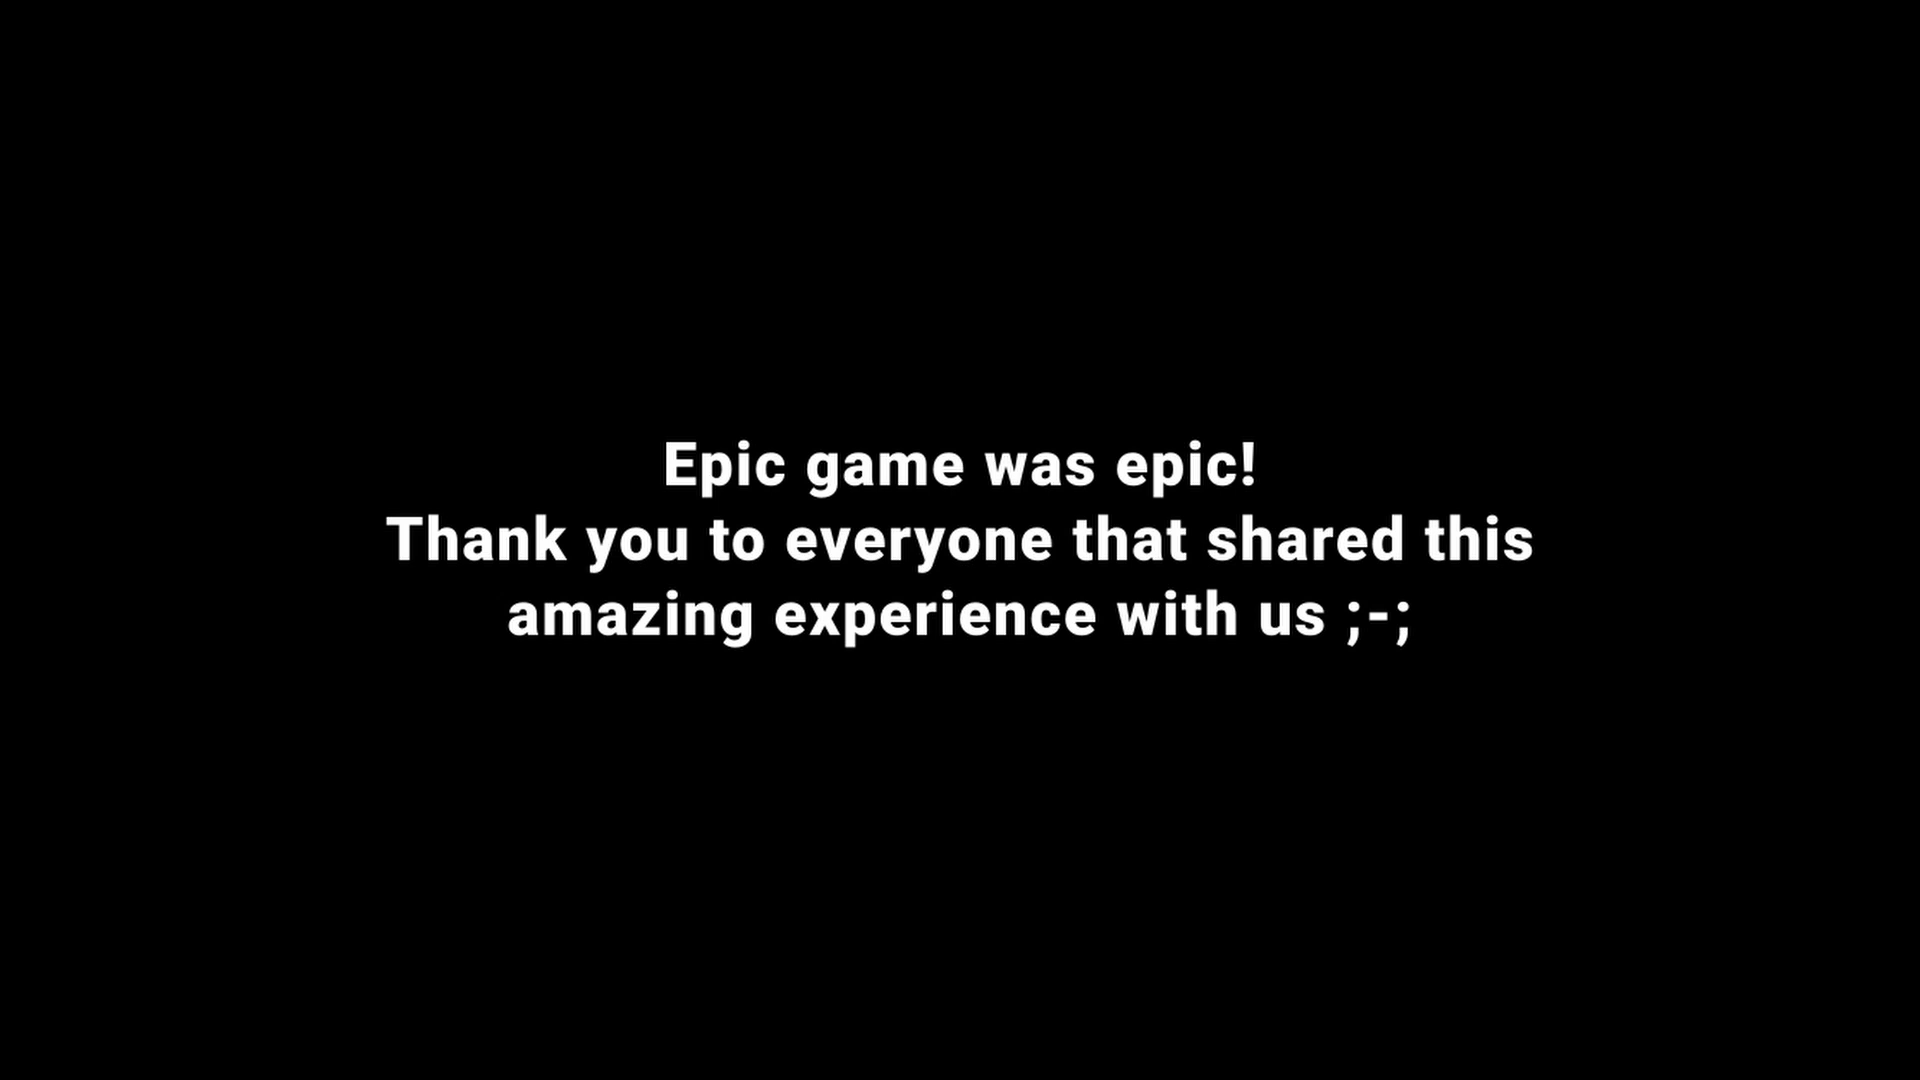 Epic game was epic!
Thank you to everyone that shared this
amazing experience with us ;-;